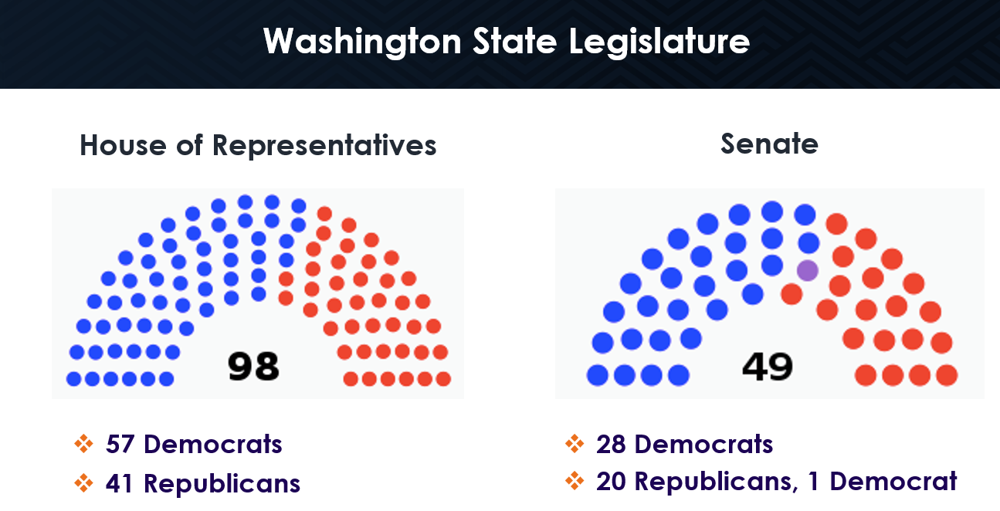 Washington State Legislature
House of Representatives
Senate
98
49
57 Democrats
41 Republicans
28 Democrats
20 Republicans, 1 Democrat